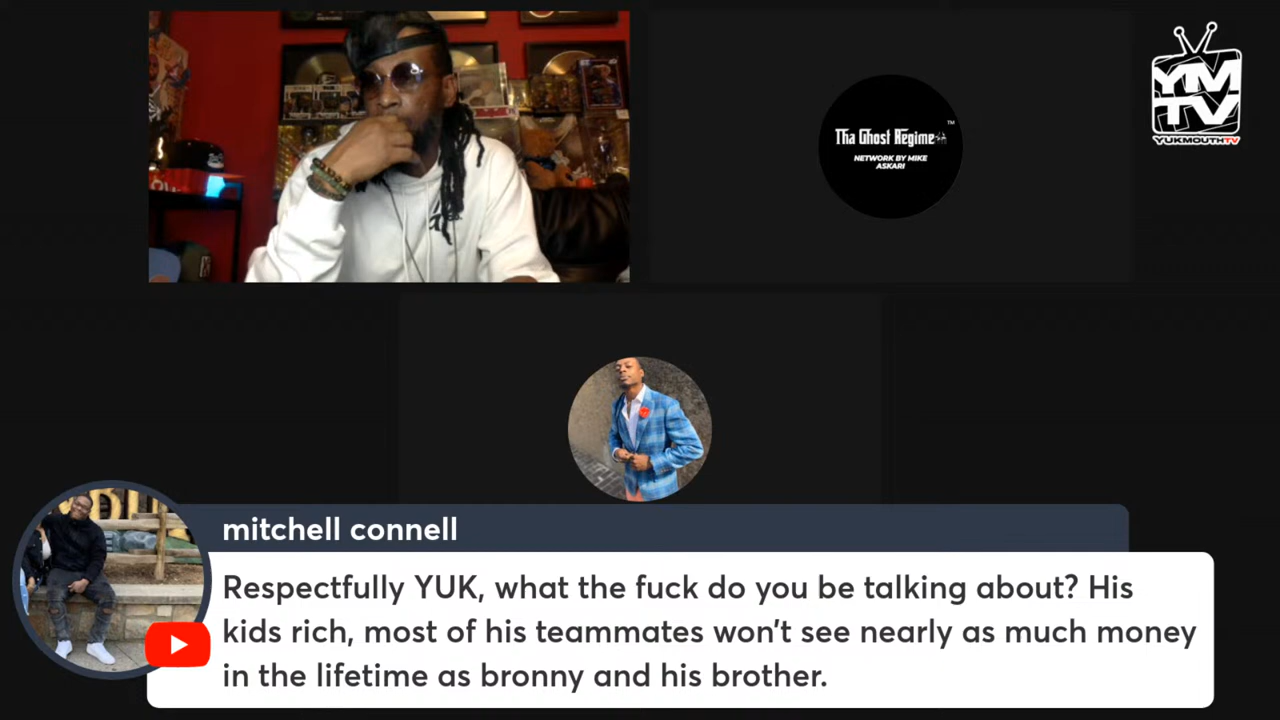 YM
TV
YUKMOUTHTV
Tha Ghost Regime
TM
NETWORK BY MIKE
ASKARI
mitchell connell
Respectfully YUK, what the fuck do you be talking about? His
kids rich, most of his teammates won't see nearly as much money
in the lifetime as bronny and his brother.